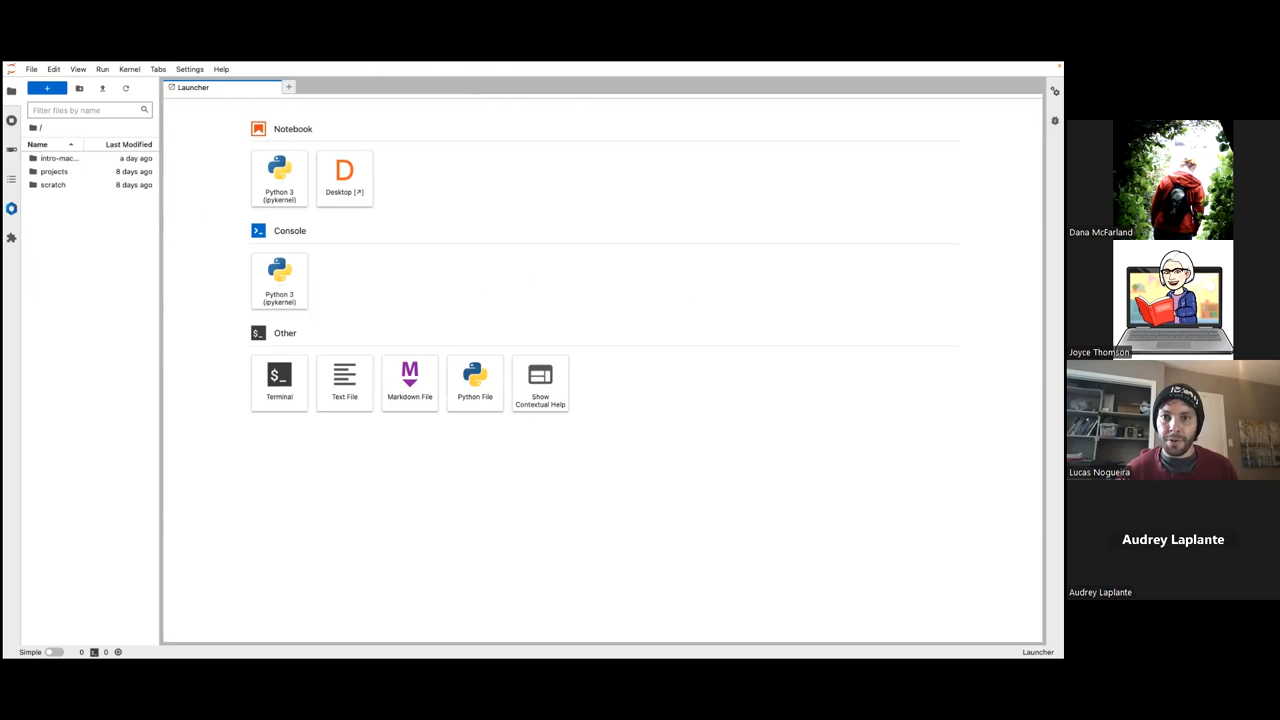 File Edit View Run Kernel Tabs Settings Help
+
Launcher
+
Filter files by name
/
Name Last Modified
intro-mac... a day ago
projects 8 days ago
scratch 8 days ago
Notebook
Python 3
(ipykernel)
D
Desktop [↗]
Console
Python 3
(ipykernel)
$_ Other
$_
Terminal
Text File
M
Markdown File
Python File
Show
Contextual Help
Simple 0 0
Launcher
Dana McFarland
Joyce Thomson
Lucas Nogueira
Audrey Laplante
Audrey Laplante